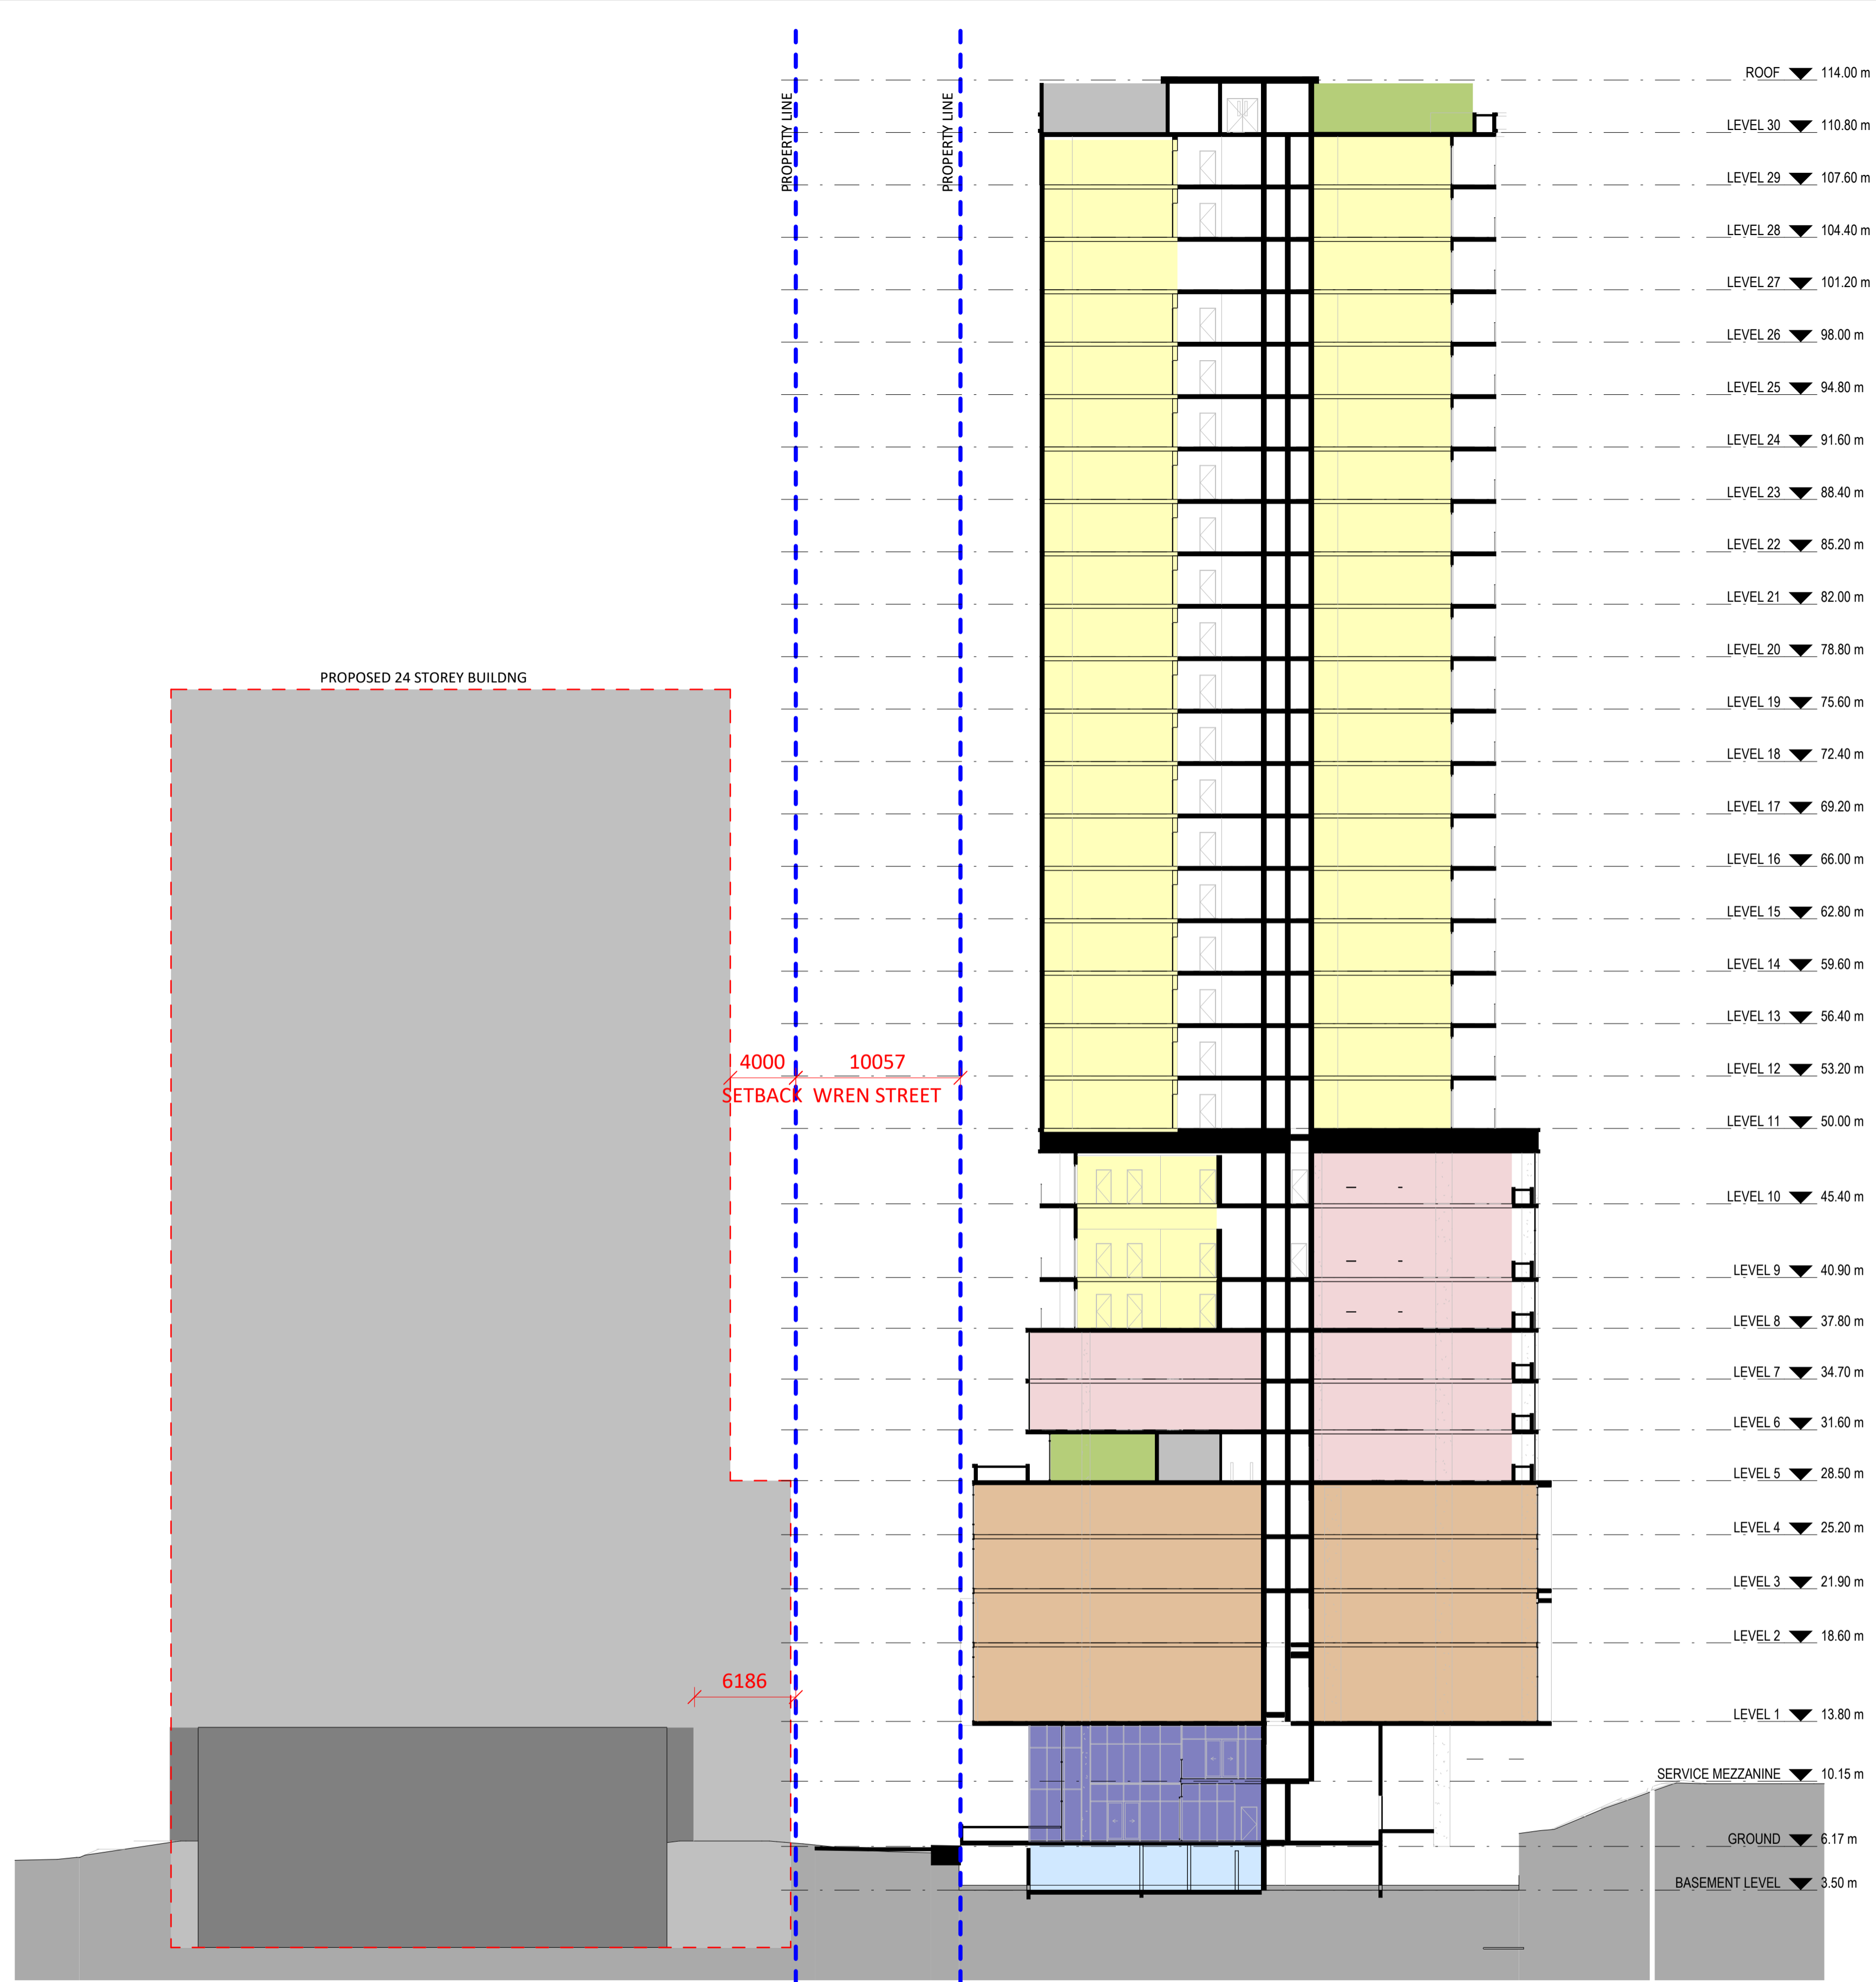 ROOF 114.00 m
PROPERTY LINE
PROPERTY LINE
LEVEL 30 110.80 m
LEVEL 29 107.60 m
LEVEL 28 104.40 m
LEVEL 27 101.20 m
LEVEL 26 98.00 m
LEVEL 25 94.80 m
LEVEL 24 91.60 m
LEVEL 23 88.40 m
LEVEL 22 85.20 m
LEVEL 21 82.00 m
LEVEL 20 78.80 m
PROPOSED 24 STOREY BUILDNG
LEVEL 19 75.60 m
LEVEL 18 72.40 m
LEVEL 17 69.20 m
LEVEL 16 66.00 m
LEVEL 15 62.80 m
LEVEL 14 59.60 m
LEVEL 13 56.40 m
4000 10057
LEVEL 12 53.20 m
SETBACK WREN STREET
LEVEL 11 50.00 m
LEVEL 10 45.40 m
LEVEL 9 40.90 m
LEVEL 8 37.80 m
LEVEL 7 34.70 m
LEVEL 6 31.60 m
LEVEL 5 28.50 m
LEVEL 4 25.20 m
LEVEL 3 21.90 m
LEVEL 2 18.60 m
6186
LEVEL 1 13.80 m
SERVICE MEZZANINE 10.15 m
GROUND 6.17 m
BASEMENT LEVEL 3.50 m